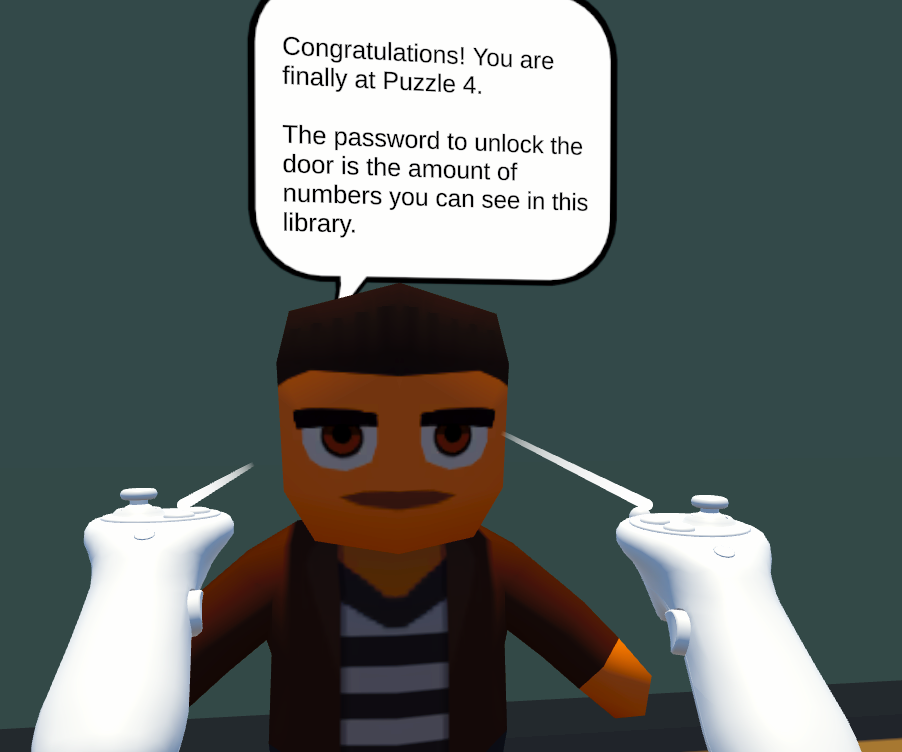 Congratulations! You are
finally at Puzzle 4.
The password to unlock the
door is the amount of
numbers you can see in this
library.